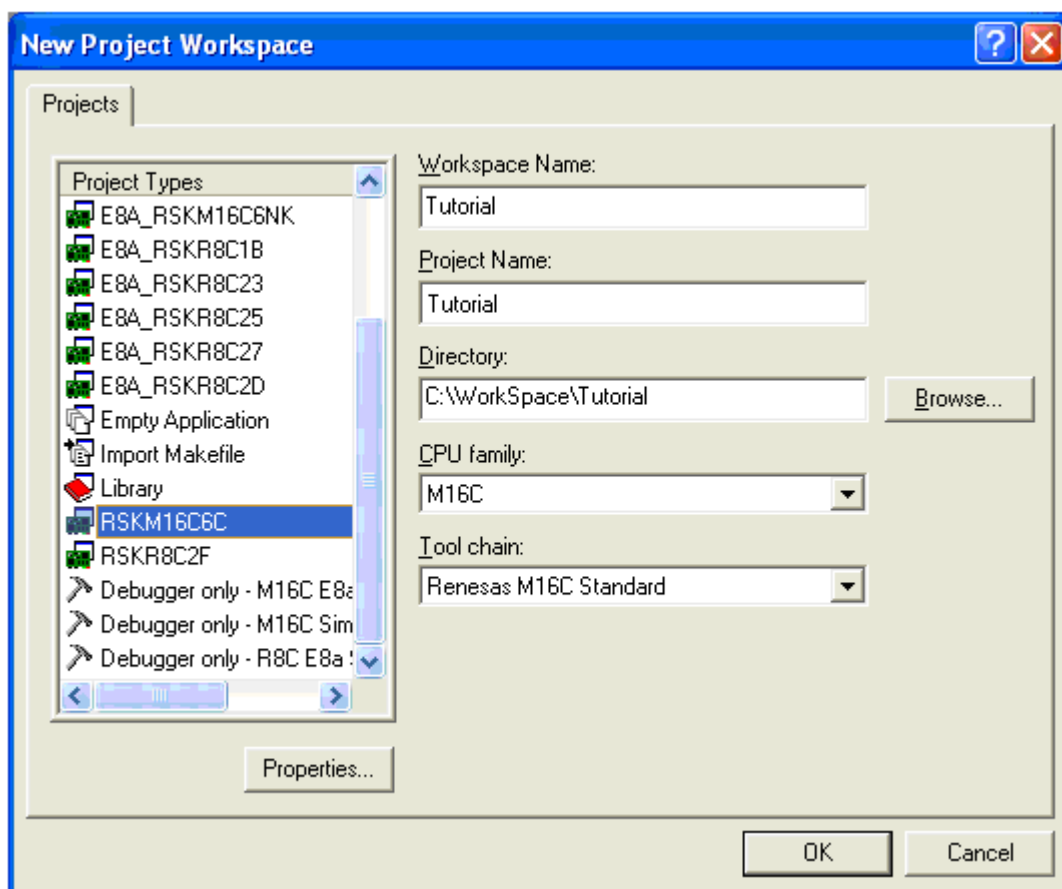 New Project Workspace
Projects
Project Types
E8A_RSKM16C6NK
E8A_RSKR8C1B
E8A_RSKR8C23
E8A_RSKR8C25
E8A_RSKR8C27
E8A_RSKR8C2D
Empty Application
Import Makefile
Library
RSKM16C6C
RSKR8C2F
Debugger only - M16C E8a
Debugger only - M16C Sim
Debugger only - R8C E8a
Properties...
Workspace Name:
Tutorial
Project Name:
Tutorial
Directory:
C:\WorkSpace\Tutorial
Browse...
CPU family:
M16C
Tool chain:
Renesas M16C Standard
OK
Cancel